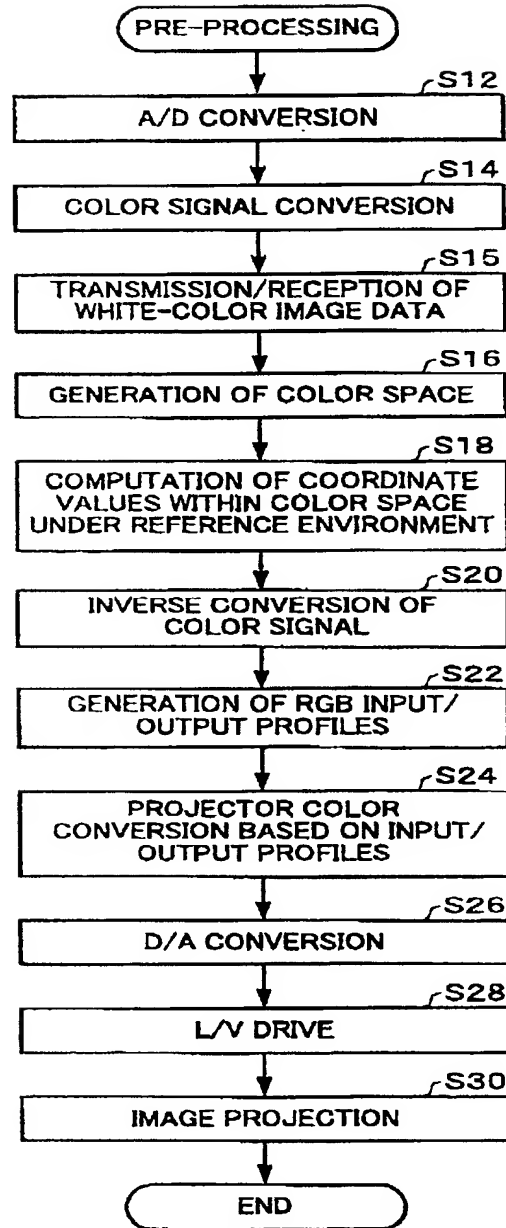 PRE-PROCESSING
S12
A/D CONVERSION
S14
COLOR SIGNAL CONVERSION
S15
TRANSMISSION/RECEPTION OF
WHITE-COLOR IMAGE DATA
S16
GENERATION OF COLOR SPACE
S18
COMPUTATION OF COORDINATE
VALUES WITHIN COLOR SPACE
UNDER REFERENCE ENVIRONMENT
S20
INVERSE CONVERSION OF
COLOR SIGNAL
S22
GENERATION OF RGB INPUT/
OUTPUT PROFILES
S24
PROJECTOR COLOR
CONVERSION BASED ON INPUT/
OUTPUT PROFILES
S26
D/A CONVERSION
S28
L/V DRIVE
S30
IMAGE PROJECTION
END